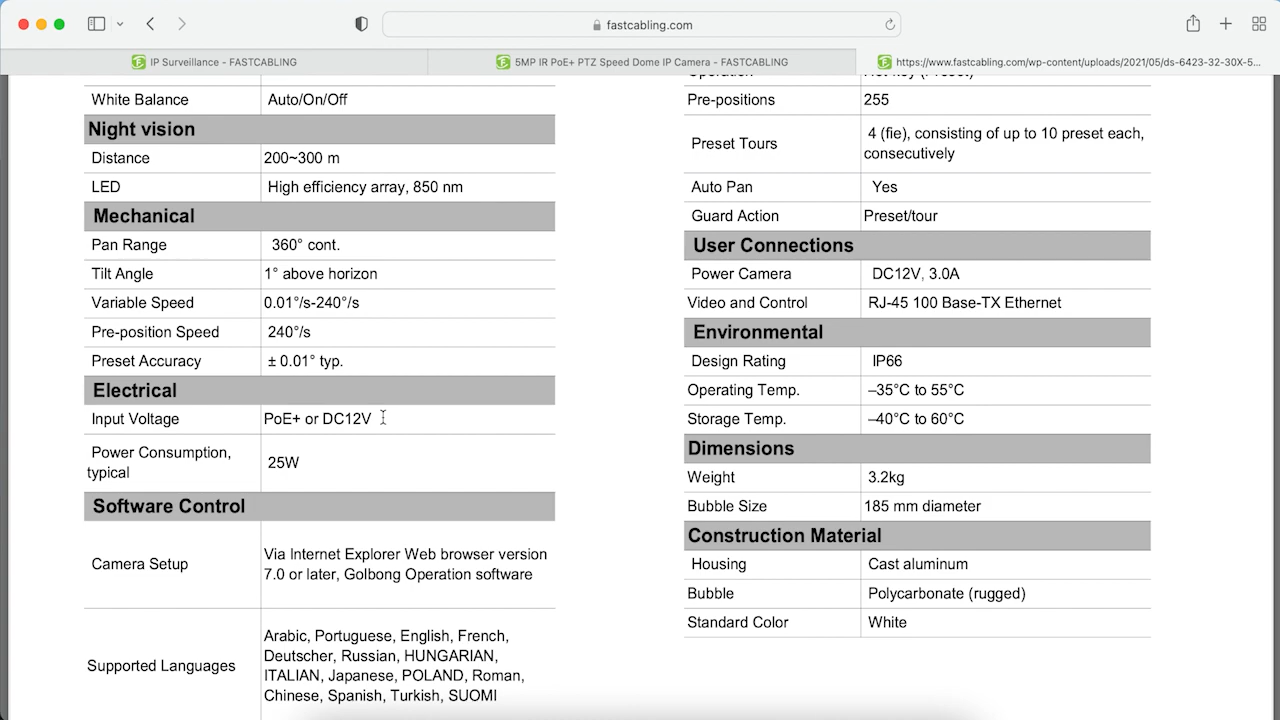 fastcabling.com
IP Surveillance - FASTCABLING
5MP IR PoE+ PTZ Speed Dome IP Camera - FASTCABLING
https://www.fastcabling.com/wp-content/uploads/2021/05/ds-6423-32-30X-5...
White Balance Auto/On/Off
Night vision
Distance 200~300 m
LED High efficiency array, 850 nm
Mechanical
Pan Range 360° cont.
Tilt Angle 1° above horizon
Variable Speed 0.01°/s-240°/s
Pre-position Speed 240°/s
Preset Accuracy ± 0.01° typ.
Electrical
Input Voltage PoE+ or DC12V
Power Consumption,
typical 25W
Software Control
Camera Setup Via Internet Explorer Web browser version
7.0 or later, Golbong Operation software
Supported Languages Arabic, Portuguese, English, French,
Deutscher, Russian, HUNGARIAN,
ITALIAN, Japanese, POLAND, Roman,
Chinese, Spanish, Turkish, SUOMI
Pre-positions 255
Preset Tours 4 (fie), consisting of up to 10 preset each,
consecutively
Auto Pan Yes
Guard Action Preset/tour
User Connections
Power Camera DC12V, 3.0A
Video and Control RJ-45 100 Base-TX Ethernet
Environmental
Design Rating IP66
Operating Temp. –35°C to 55°C
Storage Temp. –40°C to 60°C
Dimensions
Weight 3.2kg
Bubble Size 185 mm diameter
Construction Material
Housing Cast aluminum
Bubble Polycarbonate (rugged)
Standard Color White